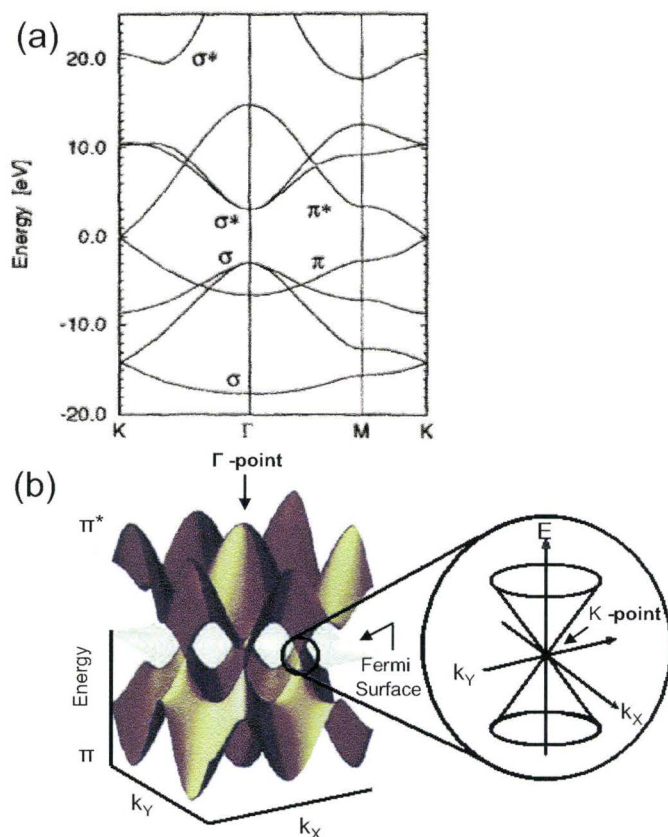 (a)
20.0
10.0
0.0
-10.0
-20.0
Energy [eV]
σ*
σ*
π*
σ
π
σ
K
Γ
M
K
(b)
Γ -point
π*
Energy
π
k_Y
k_X
Fermi
Surface
E
K -point
k_Y
k_X